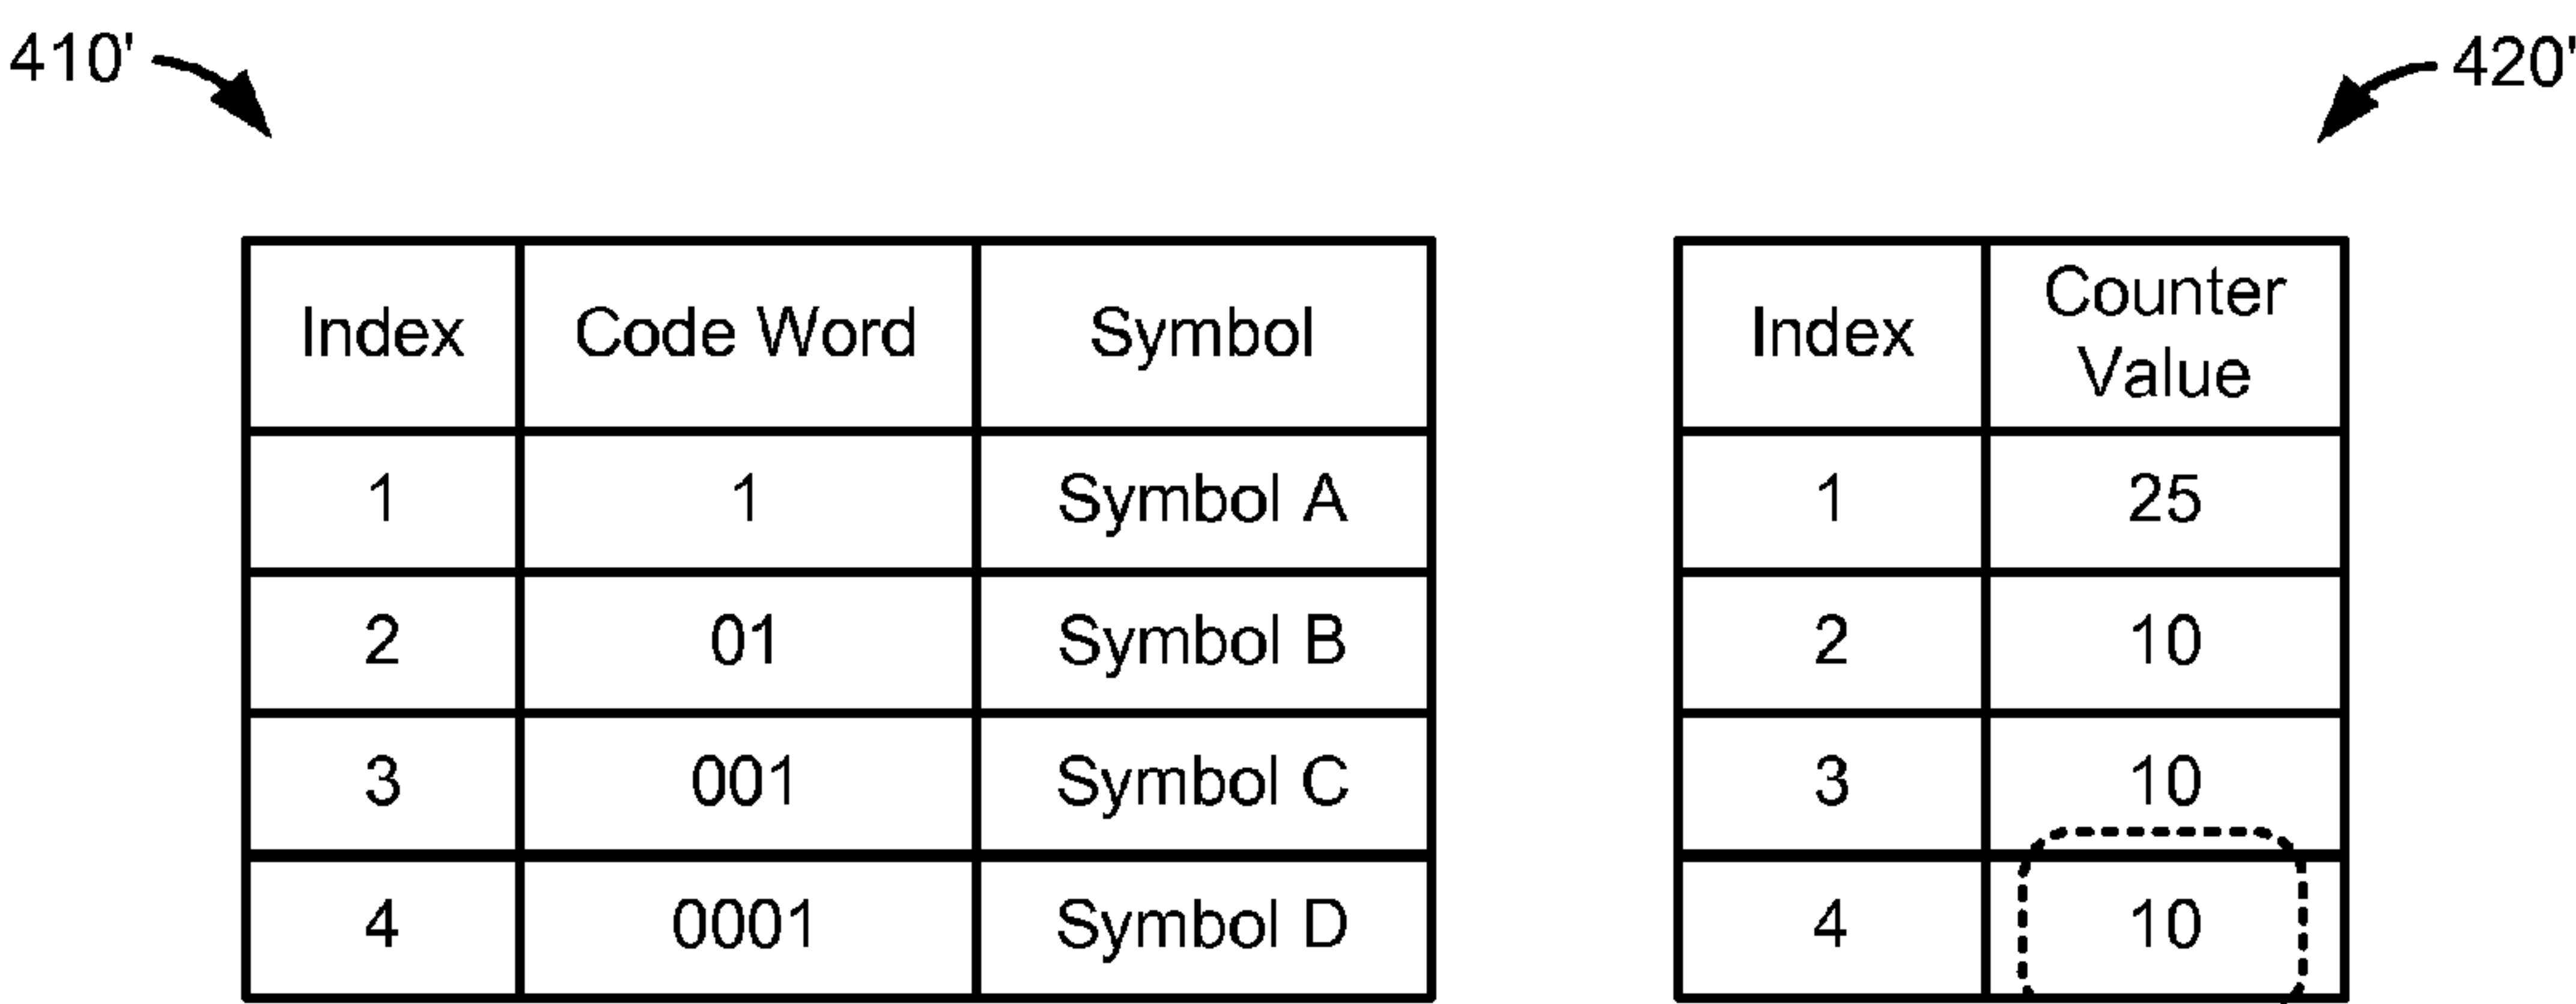 410'
420'
Index Code Word Symbol
1 1 Symbol A
2 01 Symbol B
3 001 Symbol C
4 0001 Symbol D
Index Counter
Value
1 25
2 10
3 10
4 10